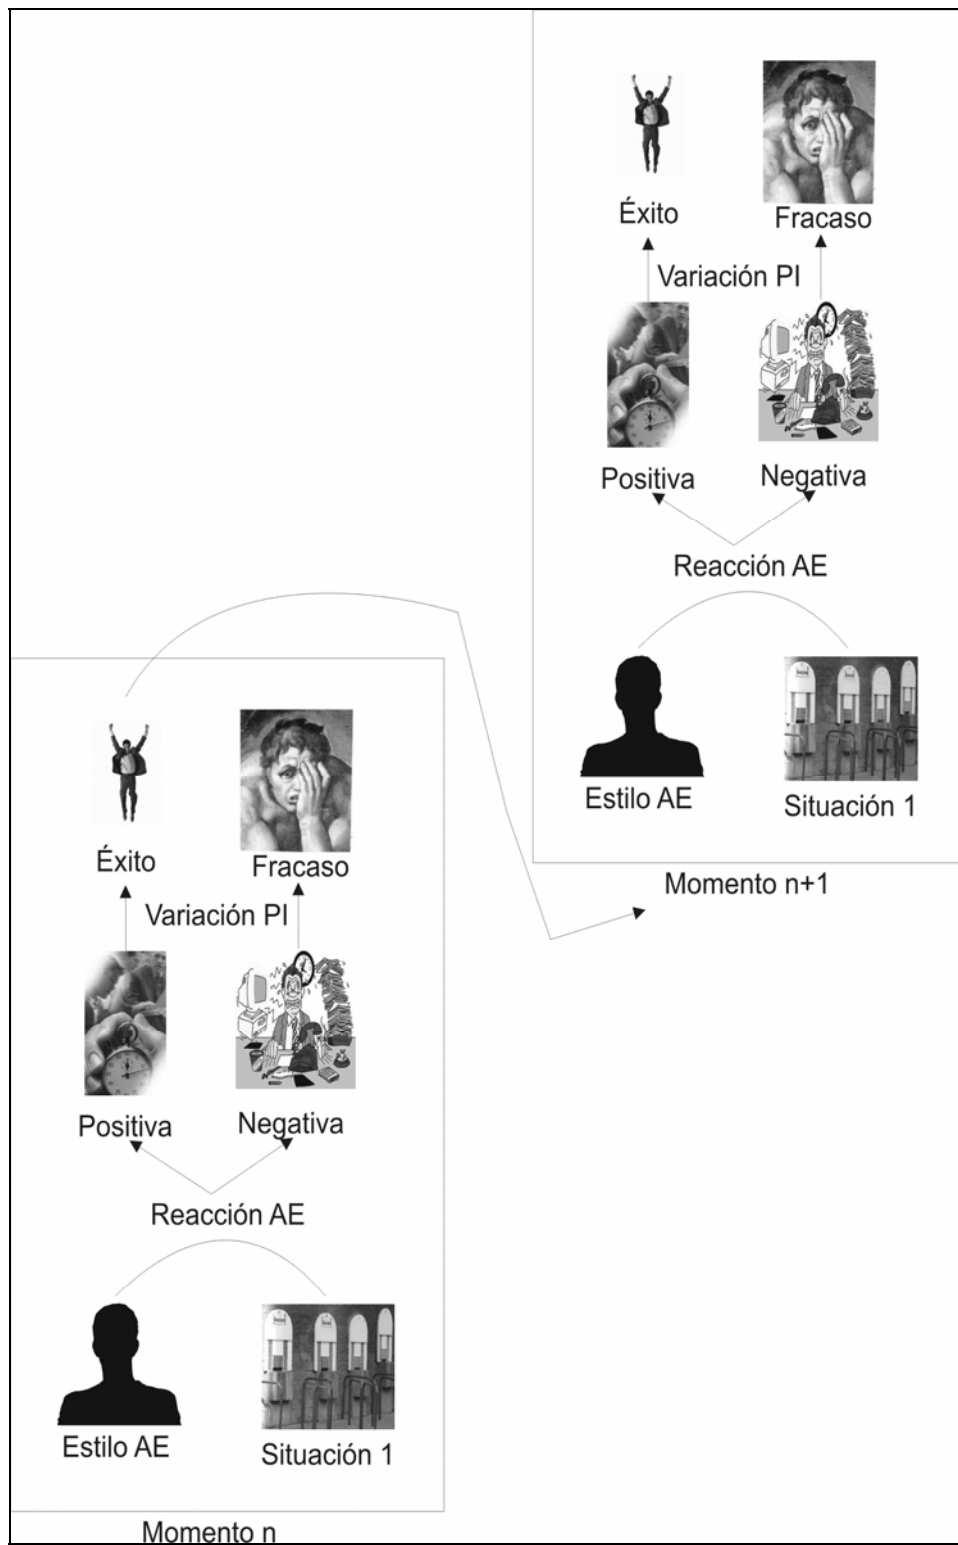 Éxito
Fracaso
Variación PI
Positiva
Negativa
Reacción AE
Estilo AE
Situación 1
Momento n+1
Éxito
Fracaso
Variación PI
Positiva
Negativa
Reacción AE
Estilo AE
Situación 1
Momento n